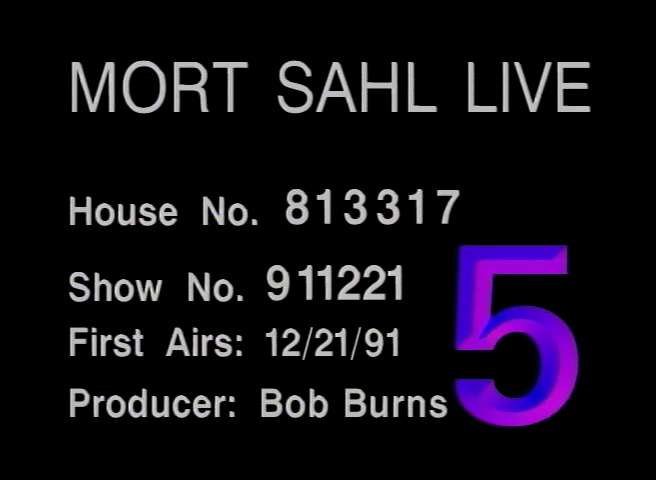 MORT SAHL LIVE
House No. 813317
Show No. 911221
First Airs: 12/21/91
Producer: Bob Burns
5